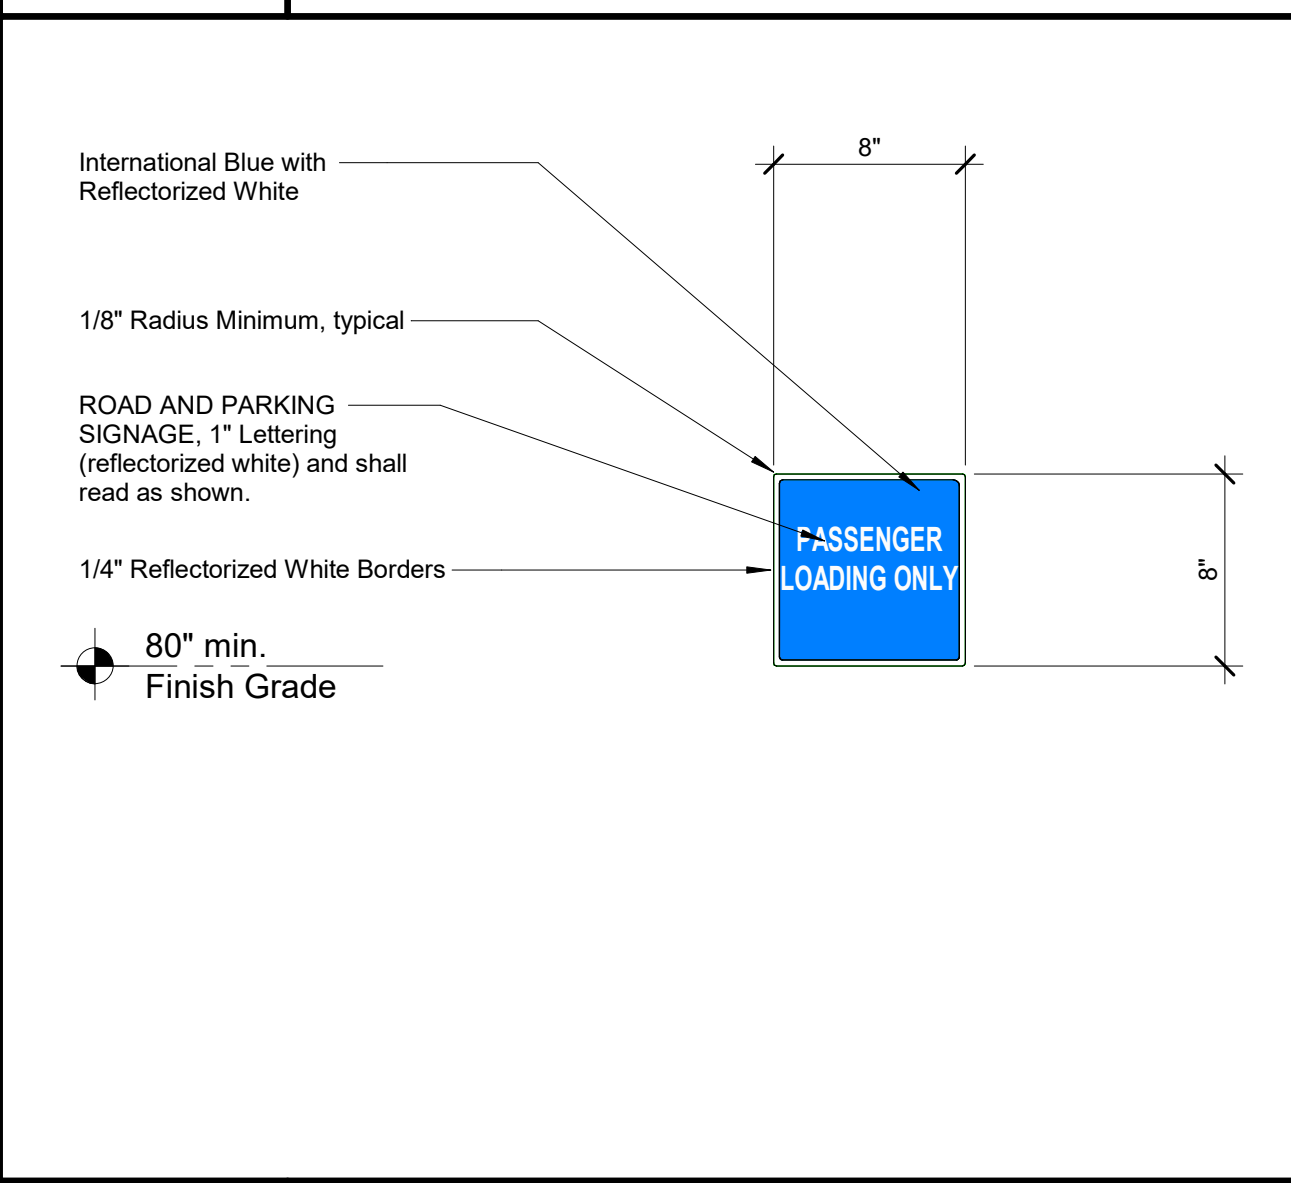 8"
International Blue with
Reflectorized White
1/8" Radius Minimum, typical
ROAD AND PARKING
SIGNAGE, 1" Lettering
(reflectorized white) and shall
read as shown.
PASSENGER
LOADING ONLY
1/4" Reflectorized White Borders
8"
80" min.
Finish Grade